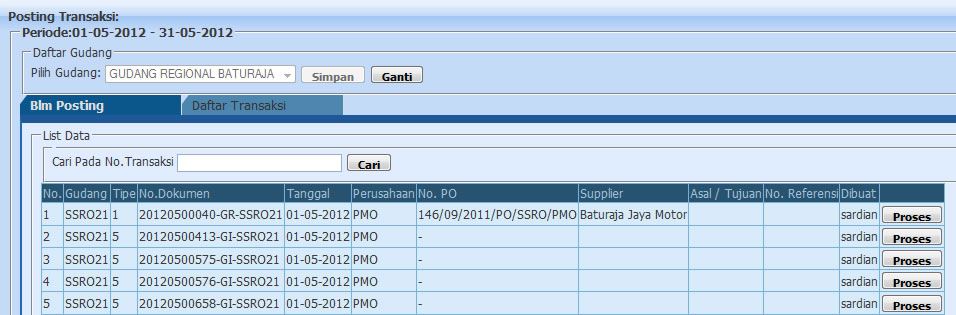 Posting Transaksi:
Periode:01-05-2012 - 31-05-2012
Daftar Gudang
Pilih Gudang: GUDANG REGIONAL BATURAJA Simpan Ganti
Blm Posting Daftar Transaksi
List Data
Cari Pada No.Transaksi Cari
No. Gudang Tipe No.Dokumen Tanggal Perusahaan No. PO Supplier Asal / Tujuan No. Referensi Dibuat
1 SSRO21 1 20120500040-GR-SSRO21 01-05-2012 PMO 146/09/2011/PO/SSRO/PMO Baturaja Jaya Motor sardian Proses
2 SSRO21 5 20120500413-GI-SSRO21 01-05-2012 PMO - sardian Proses
3 SSRO21 5 20120500575-GI-SSRO21 01-05-2012 PMO - sardian Proses
4 SSRO21 5 20120500576-GI-SSRO21 01-05-2012 PMO - sardian Proses
5 SSRO21 5 20120500658-GI-SSRO21 01-05-2012 PMO - sardian Proses